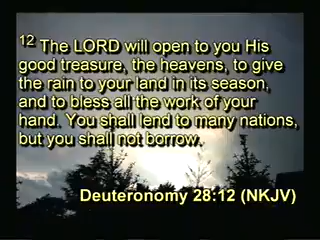 12 The LORD will open to you His
good treasure, the heavens, to give
the rain to your land in its season,
and to bless all the work of your
hand. You shall lend to many nations,
but you shall not borrow.
Deuteronomy 28:12 (NKJV)